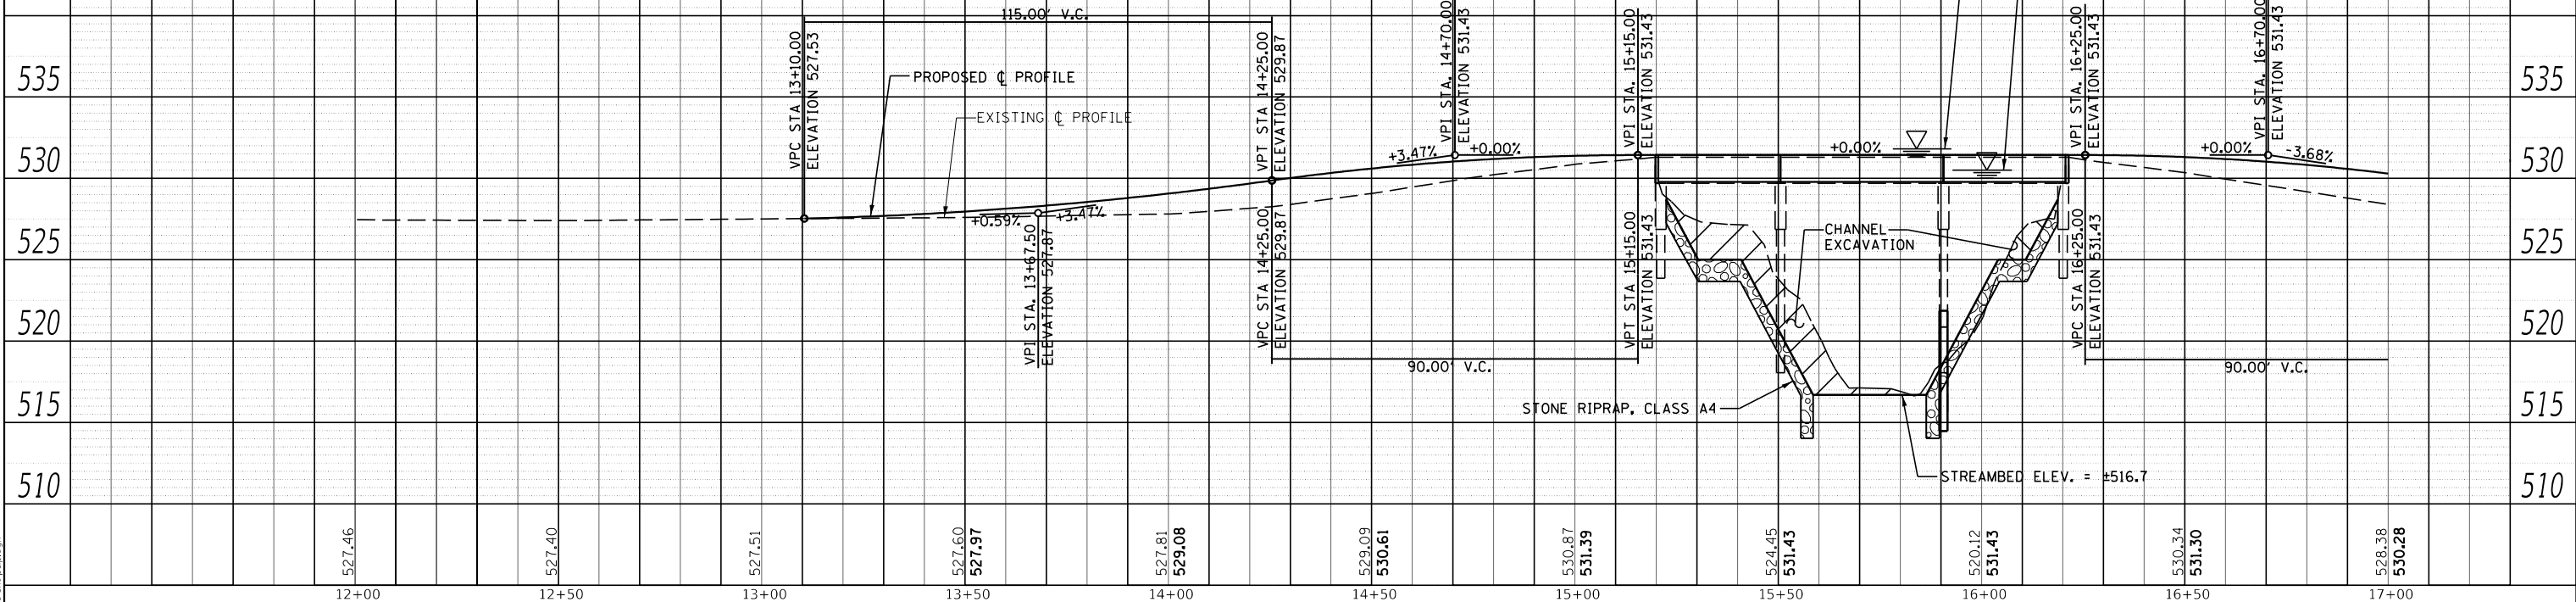 115.00' V.C.
VPC STA 13+10.00
ELEVATION 527.53
VPT STA 14+25.00
ELEVATION 529.87
VPI STA. 14+70.00
ELEVATION 531.43
VPI STA. 15+15.00
ELEVATION 531.43
VPI STA. 16+25.00
ELEVATION 531.43
VPI STA. 16+70.00
ELEVATION 531.43
535
535
PROPOSED ℄ PROFILE
EXISTING ℄ PROFILE
530
+3.47%
+0.00%
+0.00%
+0.00%
-3.68%
530
+0.59%
+3.47%
525
CHANNEL
EXCAVATION
525
VPI STA. 13+67.50
ELEVATION 527.87
VPC STA 14+25.00
ELEVATION 529.87
VPT STA 15+15.00
ELEVATION 531.43
VPC STA 16+25.00
ELEVATION 531.43
520
520
90.00' V.C.
90.00' V.C.
515
STONE RIPRAP, CLASS A4
515
510
STREAMBED ELEV. = ±516.7
510
527.46
527.40
527.51
527.60
527.97
527.81
529.08
529.09
530.61
530.87
531.39
524.45
531.43
520.12
531.43
530.34
531.30
528.38
530.28
12+00
12+50
13+00
13+50
14+00
14+50
15+00
15+50
16+00
16+50
17+00